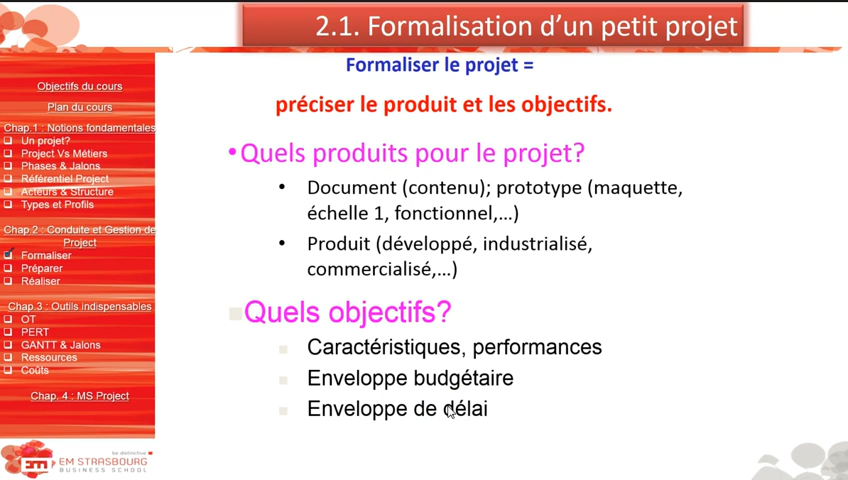 2.1. Formalisation d'un petit projet
Formaliser le projet =
préciser le produit et les objectifs.
•Quels produits pour le projet?
• Document (contenu); prototype (maquette,
échelle 1, fonctionnel,...)
• Produit (développé, industrialisé,
commercialisé,...)
Quels objectifs?
Caractéristiques, performances
Enveloppe budgétaire
Enveloppe de délai
Objectifs du cours
Plan du cours
Chap.1 : Notions fondamentales
Un projet?
Project Vs Métiers
Phases & Jalons
Référentiel Project
Acteurs & Structure
Types et Profils
Chap.2 : Conduite et Gestion de
Project
Formaliser
Préparer
Réaliser
Chap.3 : Outils indispensables
OT
PERT
GANTT & Jalons
Ressources
Coûts
Chap. 4 : MS Project
be distinctive
em EM STRASBOURG
BUSINESS SCHOOL